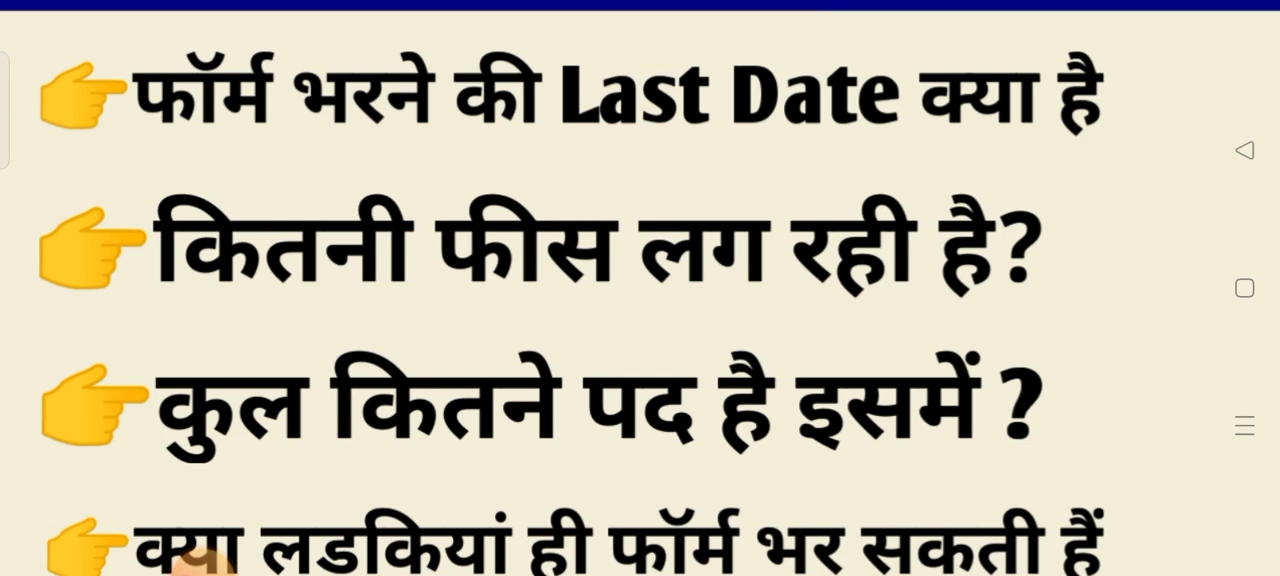 👉फॉर्म भरने की Last Date क्या है
👉कितनी फीस लग रही है?
👉कुल कितने पद है इसमें ?
👉क्या लडकियां ही फॉर्म भर सकती हैं